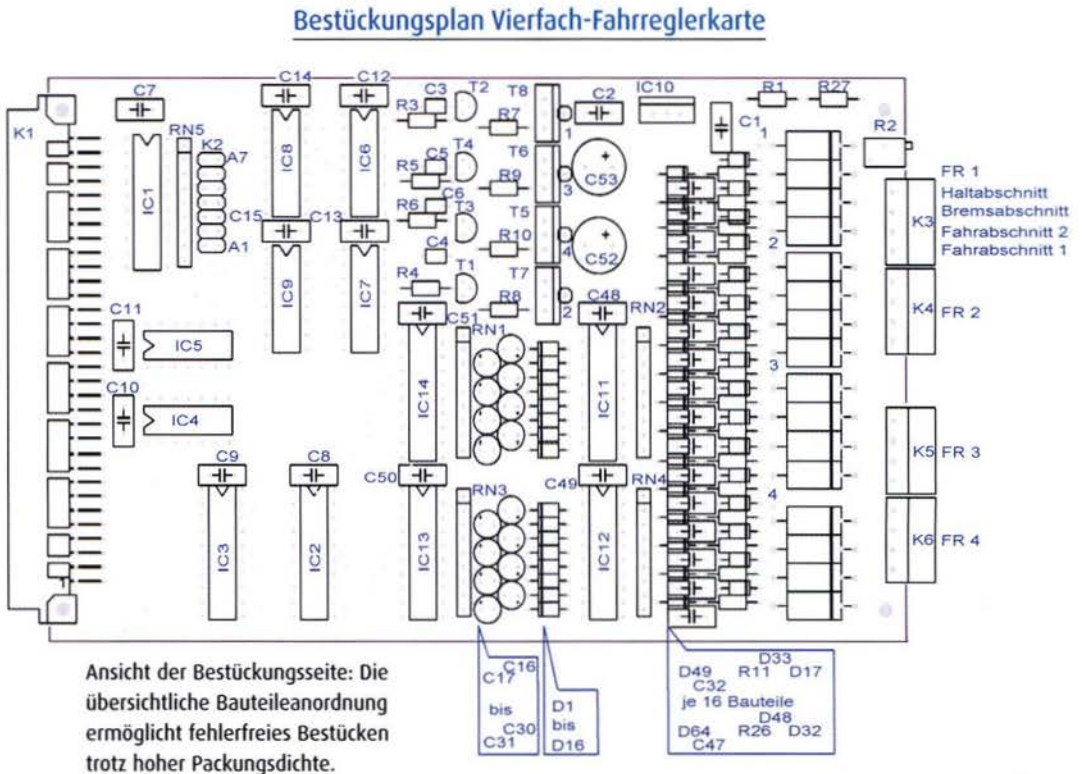 Bestückungsplan Vierfach-Fahrreglerkarte
C14 C12 T2 T8 IC10 R1 R27
C7 C3 C2
K1 RN5 K2 R3 R7 1 C1 1 R2
A7 T4 T6 FR 1
IC1 IC8 IC6 R5 C5 R9 3 C53 K3 Haltabschnitt
C6 Bremsabschnitt
C15 C13 R6 T3 T5 Fahrabschnitt 2
A1 R10 4 C52 2 Fahrabschnitt 1
C4
IC9 IC7 R4 T1 T7
R8 2 C48 RN2 K4 FR 2
C11 C51 RN1
IC5 3
C10 IC14 IC11
IC4
C9 C8 C50 RN3 C49 RN4 K5 FR 3
4
IC3 IC2 IC13 IC12 K6 FR 4
Ansicht der Bestückungsseite: Die
übersichtliche Bauteileanordnung
ermöglicht fehlerfreies Bestücken
trotz hoher Packungsdichte.
C16
C17
bis
C30
C31
D1
bis
D16
D33
D49 R11 D17
C32
je 16 Bauteile
D48
D64 R26 D32
C47